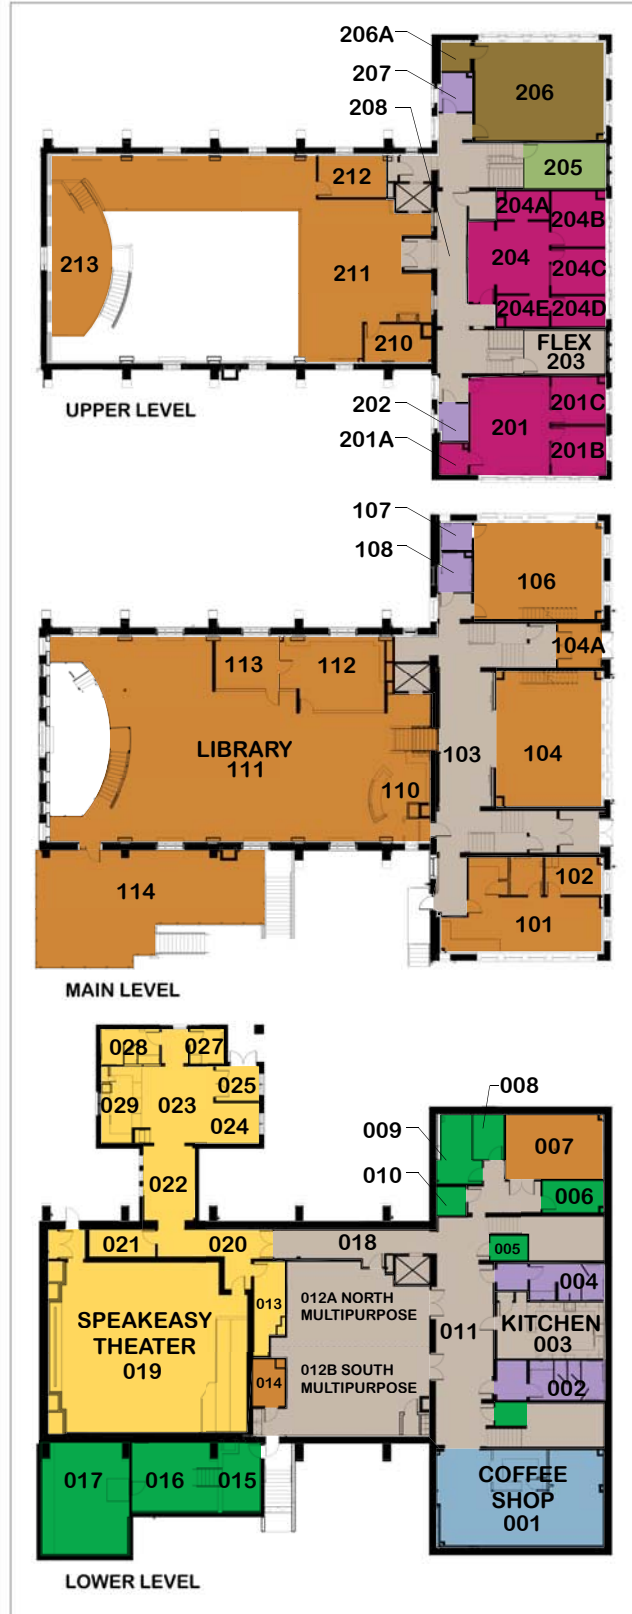 206A
207
206
208
205
212
204A
204B
213
204
204C
211
204E
204D
210
FLEX
203
UPPER LEVEL
202
201C
201
201A
201B
107
108
106
104A
113
112
LIBRARY
111
103
104
110
114
102
101
MAIN LEVEL
028
027
008
029
023
025
009
007
024
022
010
006
021
020
018
005
013
012A NORTH
MULTIPURPOSE
004
SPEAKEASY
THEATER
019
011
KITCHEN
003
014
012B SOUTH
MULTIPURPOSE
002
017
016
015
COFFEE
SHOP
001
LOWER LEVEL